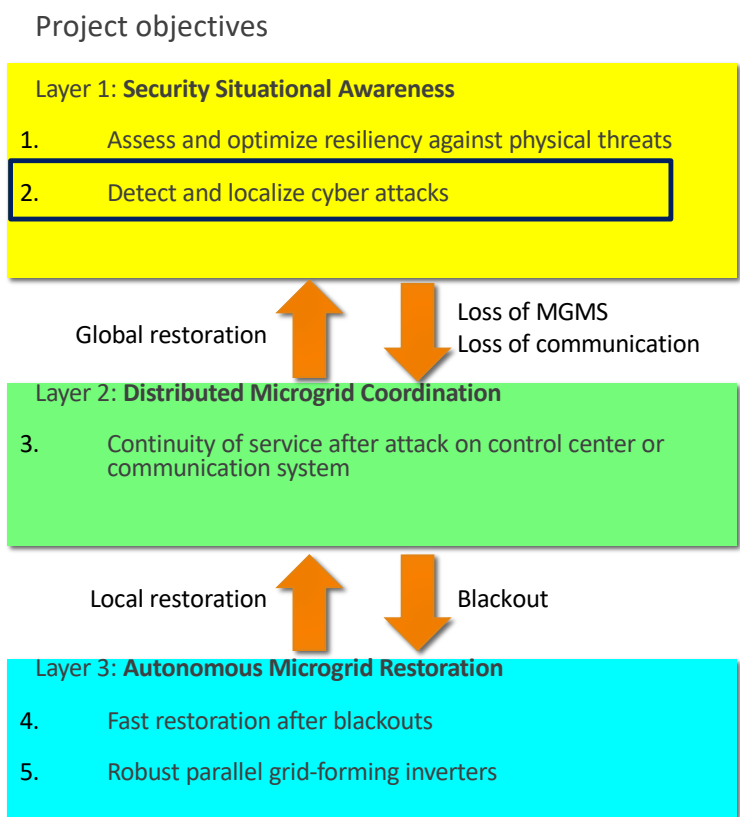 Project objectives
Layer 1: Security Situational Awareness
1. Assess and optimize resiliency against physical threats
2. Detect and localize cyber attacks
Global restoration
Loss of MGMS
Loss of communication
Layer 2: Distributed Microgrid Coordination
3. Continuity of service after attack on control center or
communication system
Local restoration
Blackout
Layer 3: Autonomous Microgrid Restoration
4. Fast restoration after blackouts
5. Robust parallel grid-forming inverters